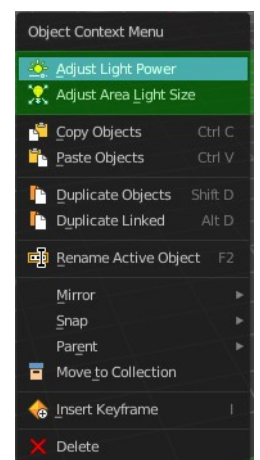 Object Context Menu
Adjust Light Power
Adjust Area Light Size
Copy Objects Ctrl C
Paste Objects Ctrl V
Duplicate Objects Shift D
Duplicate Linked Alt D
Rename Active Object F2
Mirror
Snap
Parent
Move to Collection
Insert Keyframe I
Delete